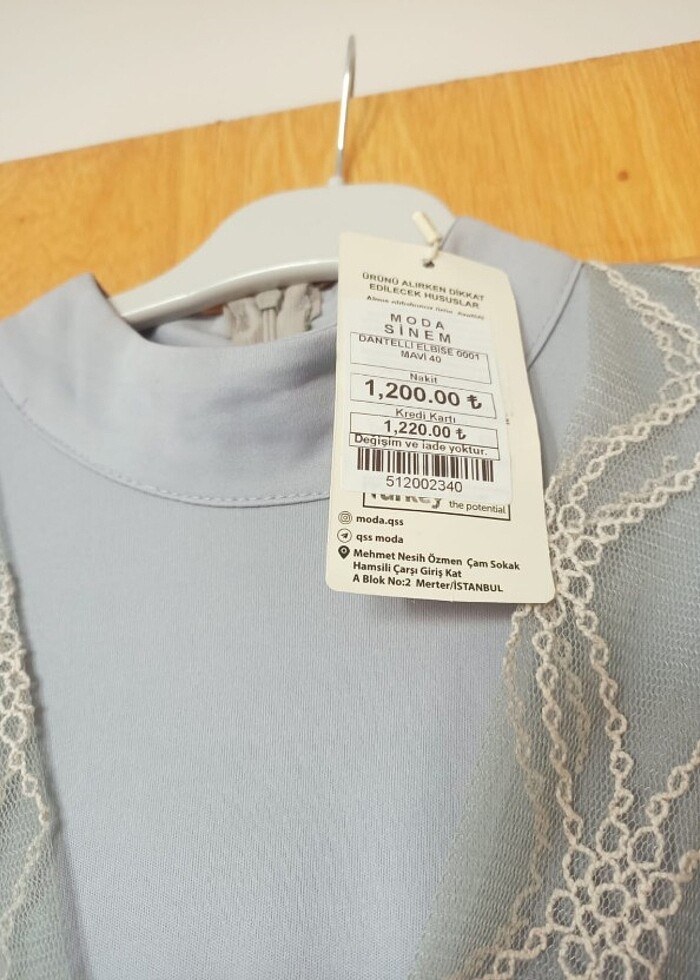 ÜRÜNÜ ALIRKEN DİKKAT
EDİLECEK HUSUSLAR
MODA
SİNEM
DANTELLİ ELBİSE 0001
MAVİ 40
Nakit
1,200.00 ₺
Kredi Kartı
1,220.00 ₺
Değişim ve iade yoktur.
512002340
Turkey the potential
moda.qss
qss moda
Mehmet Nesih Özmen Çam Sokak
Hamsili Çarşı Giriş Kat
A Blok No:2 Merter/İSTANBUL